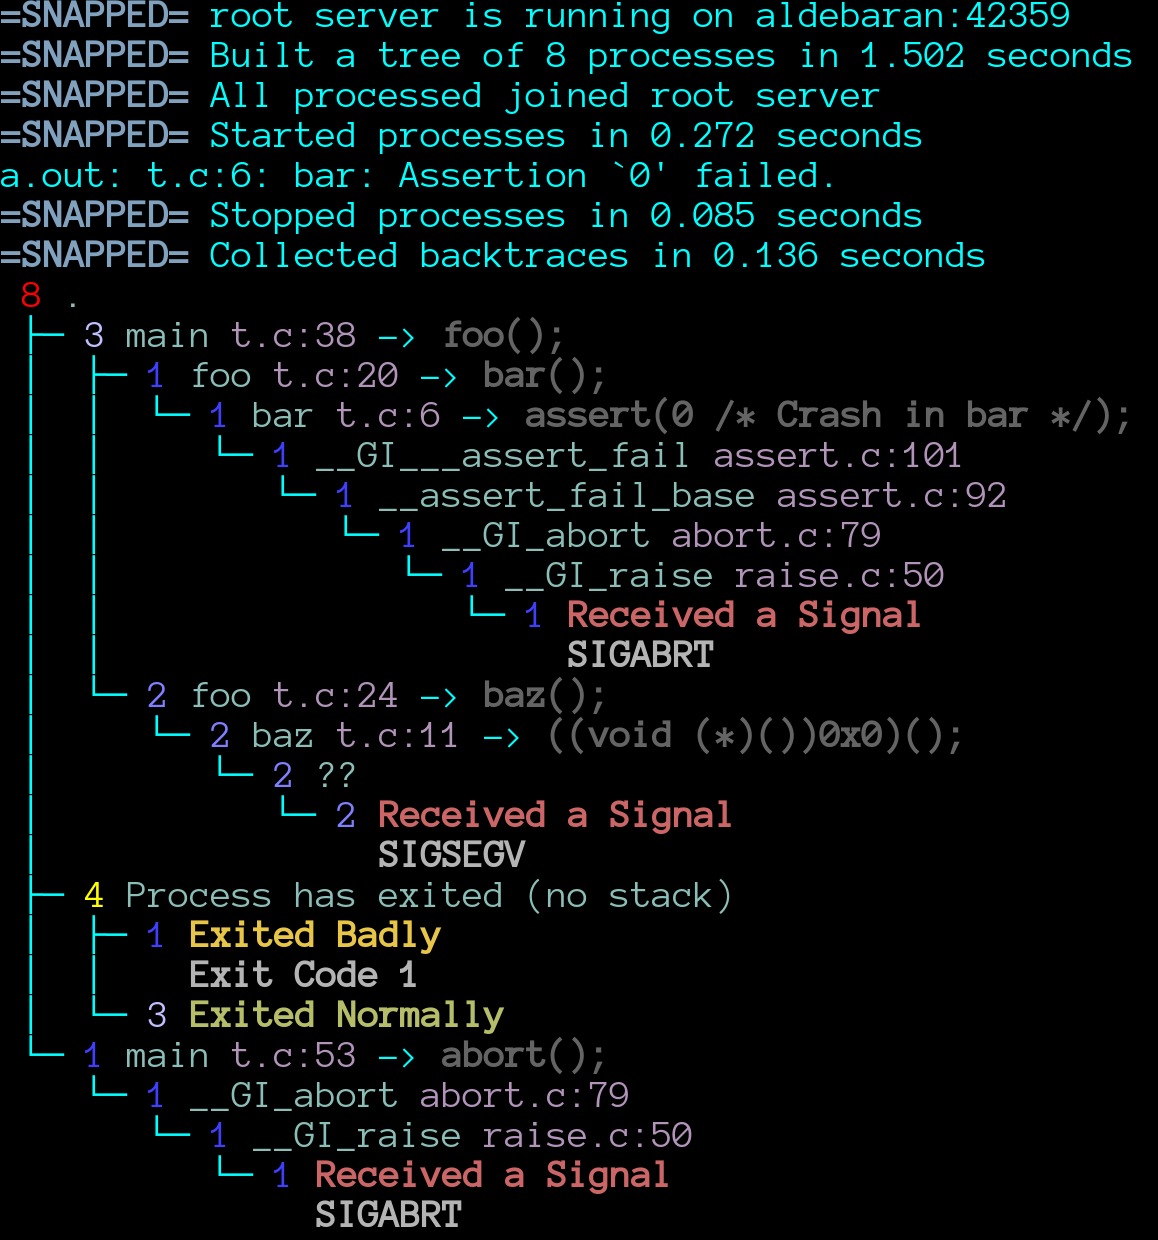 =SNAPPED= root server is running on aldebaran:42359
=SNAPPED= Built a tree of 8 processes in 1.502 seconds
=SNAPPED= All processed joined root server
=SNAPPED= Started processes in 0.272 seconds
a.out: t.c:6: bar: Assertion `0' failed.
=SNAPPED= Stopped processes in 0.085 seconds
=SNAPPED= Collected backtraces in 0.136 seconds
8 .
├─ 3 main t.c:38 -> foo();
│  ├─ 1 foo t.c:20 -> bar();
│  │  └─ 1 bar t.c:6 -> assert(0 /* Crash in bar */);
│  │     └─ 1 __GI___assert_fail assert.c:101
│  │        └─ 1 __assert_fail_base assert.c:92
│  │           └─ 1 __GI_abort abort.c:79
│  │              └─ 1 __GI_raise raise.c:50
│  │                 └─ 1 Received a Signal
│  │                      SIGABRT
│  └─ 2 foo t.c:24 -> baz();
│     └─ 2 baz t.c:11 -> ((void (*)())0x0)();
│        └─ 2 ??
│           └─ 2 Received a Signal
│                SIGSEGV
├─ 4 Process has exited (no stack)
│  ├─ 1 Exited Badly
│  │    Exit Code 1
│  └─ 3 Exited Normally
└─ 1 main t.c:53 -> abort();
   └─ 1 __GI_abort abort.c:79
      └─ 1 __GI_raise raise.c:50
         └─ 1 Received a Signal
              SIGABRT